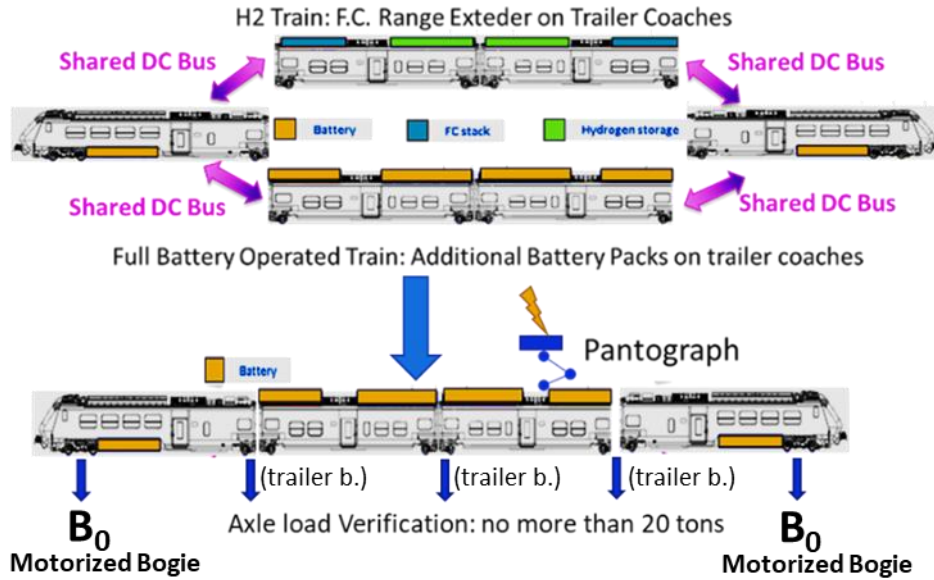 H2 Train: F.C. Range Exteder on Trailer Coaches
Shared DC Bus
Shared DC Bus
Battery
FC stack
Hydrogen storage
Shared DC Bus
Shared DC Bus
Full Battery Operated Train: Additional Battery Packs on trailer coaches
Pantograph
Battery
(trailer b.)
(trailer b.)
(trailer b.)
B0
Axle load Verification: no more than 20 tons
B0
Motorized Bogie
Motorized Bogie